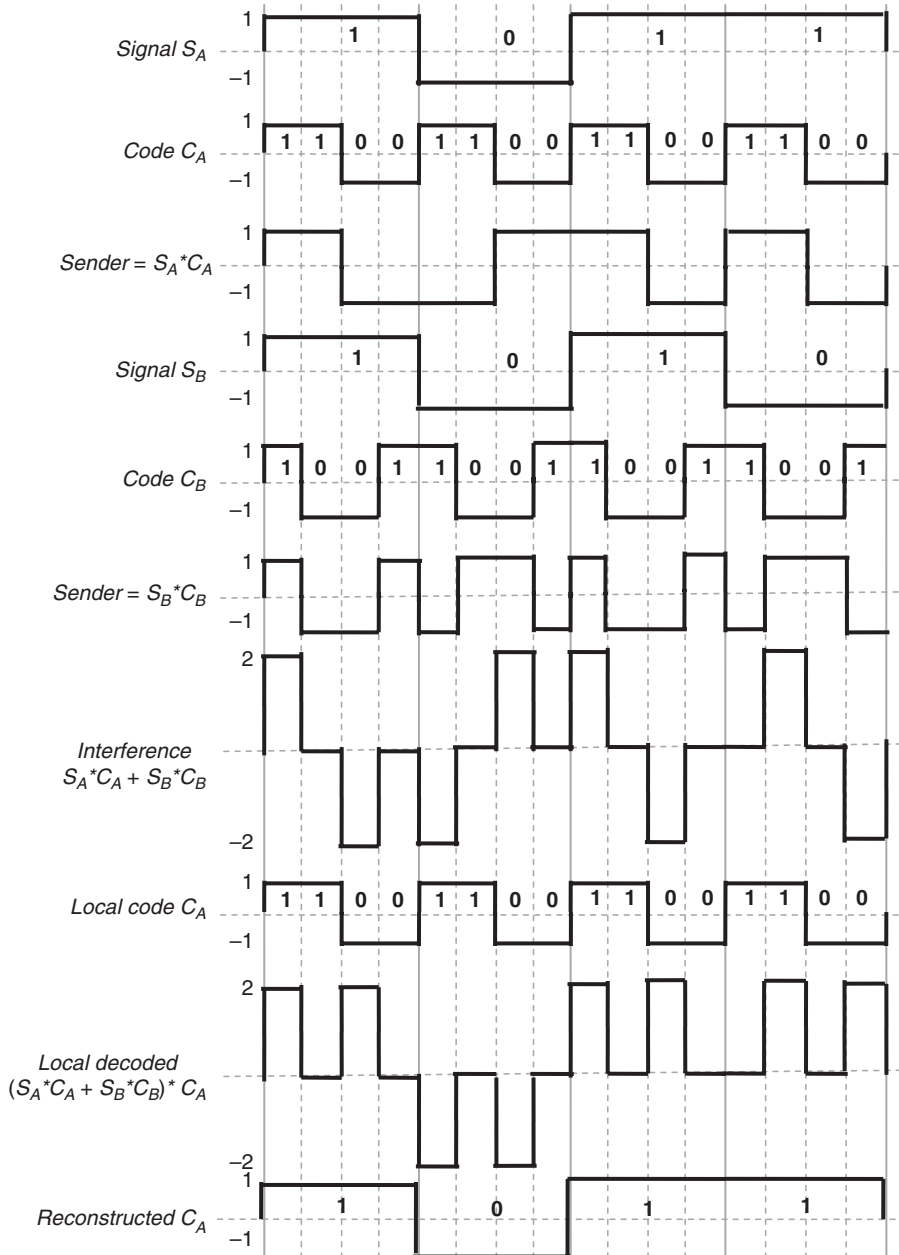 1
1 0 1 1
Signal S_A
−1
1
1 1 0 0 1 1 0 0 1 1 0 0 1 1 0 0
Code C_A
−1
1
Sender = S_A*C_A
−1
1
1 0 1 0
Signal S_B
−1
1
1 0 0 1 1 0 0 1 1 0 0 1 1 0 0 1
Code C_B
−1
1
Sender = S_B*C_B
−1
2
Interference
S_A*C_A + S_B*C_B
−2
1
1 1 0 0 1 1 0 0 1 1 0 0 1 1 0 0
Local code C_A
−1
2
Local decoded
(S_A*C_A + S_B*C_B)* C_A
−2
1
1 0 1 1
Reconstructed C_A
−1